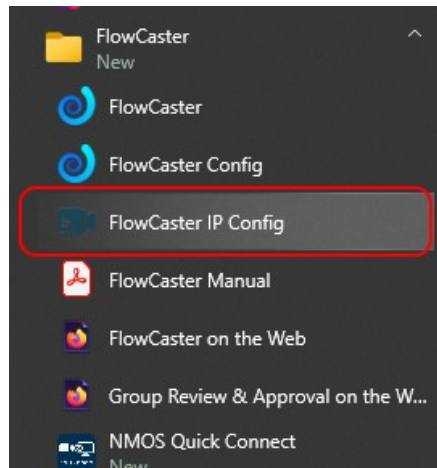 FlowCaster
New
FlowCaster
FlowCaster Config
FlowCaster IP Config
FlowCaster Manual
FlowCaster on the Web
Group Review & Approval on the W...
NMOS Quick Connect
New